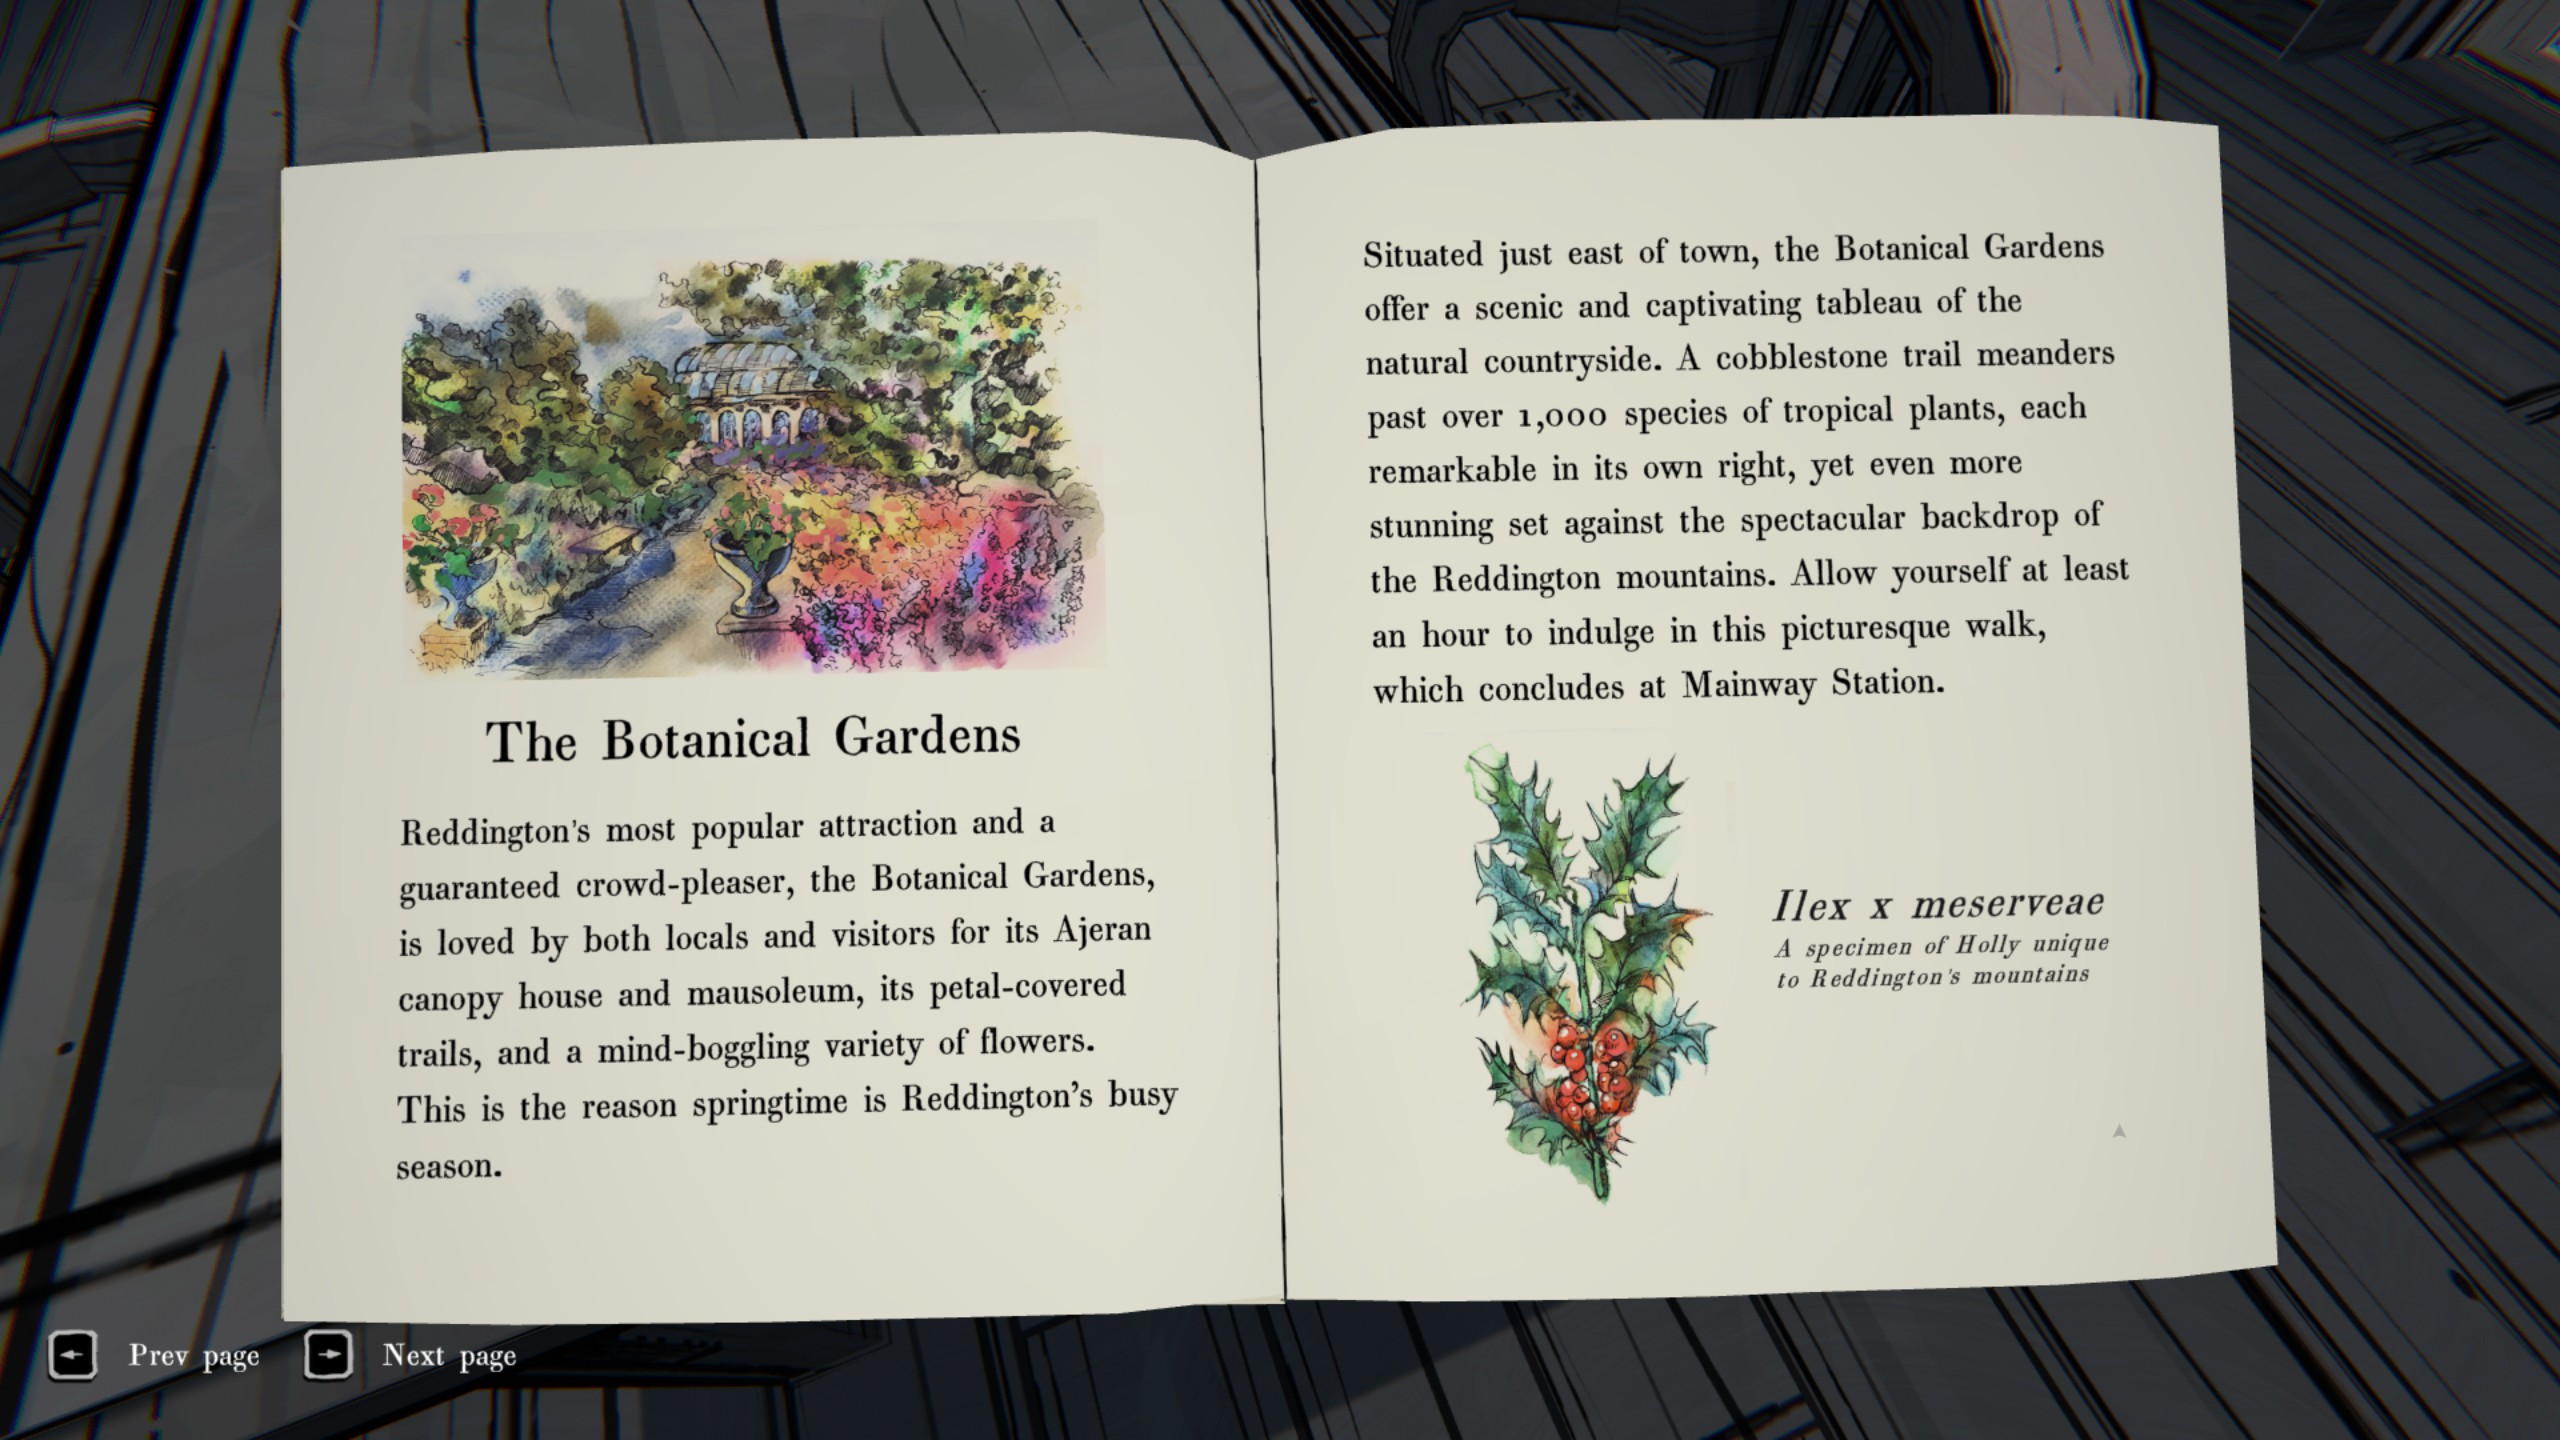 The Botanical Gardens
Reddington's most popular attraction and a
guaranteed crowd-pleaser, the Botanical Gardens,
is loved by both locals and visitors for its Ajeran
canopy house and mausoleum, its petal-covered
trails, and a mind-boggling variety of flowers.
This is the reason springtime is Reddington's busy
season.
Situated just east of town, the Botanical Gardens
offer a scenic and captivating tableau of the
natural countryside. A cobblestone trail meanders
past over 1,000 species of tropical plants, each
remarkable in its own right, yet even more
stunning set against the spectacular backdrop of
the Reddington mountains. Allow yourself at least
an hour to indulge in this picturesque walk,
which concludes at Mainway Station.
Ilex x meserveae
A specimen of Holly unique
to Reddington's mountains
Prev page
Next page